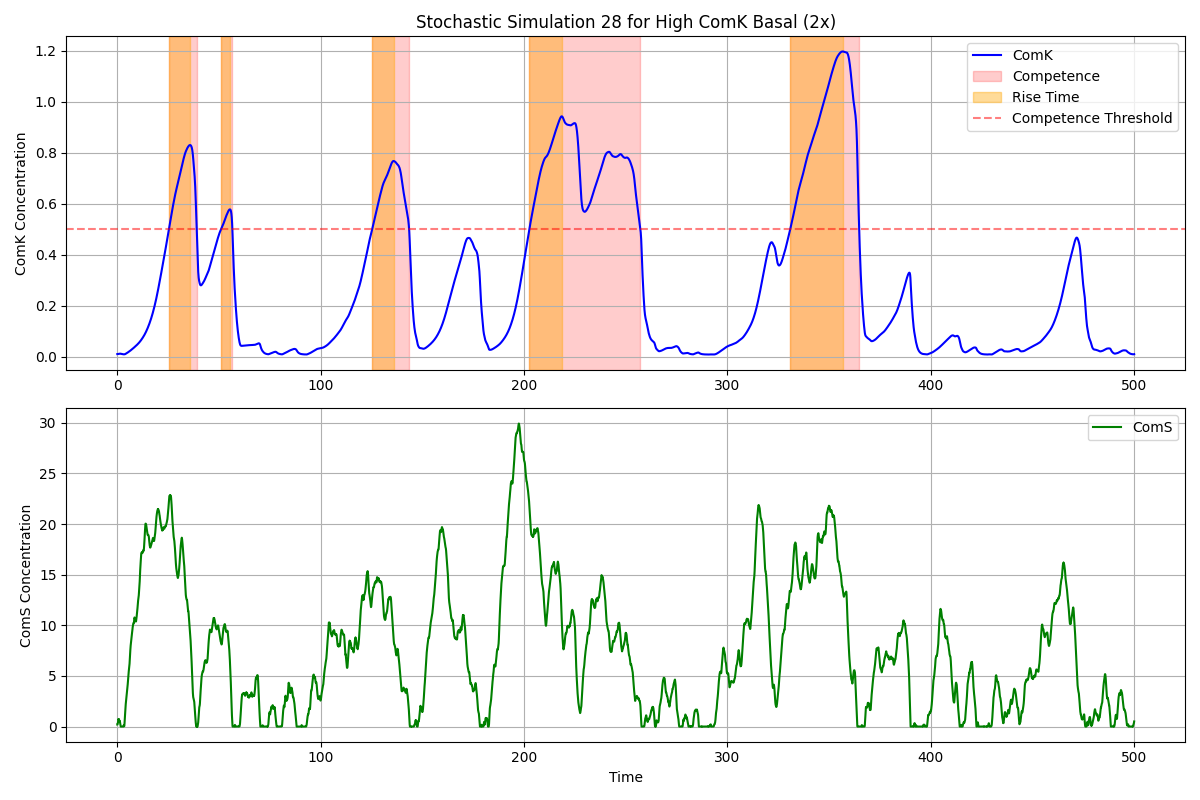 Stochastic Simulation 28 for High ComK Basal (2x)
ComK Concentration
1.2
1.0
0.8
0.6
0.4
0.2
0.0
0 100 200 300 400 500
ComK
Competence
Rise Time
Competence Threshold
ComS Concentration
30
25
20
15
10
5
0
0 100 200 300 400 500
ComS
Time